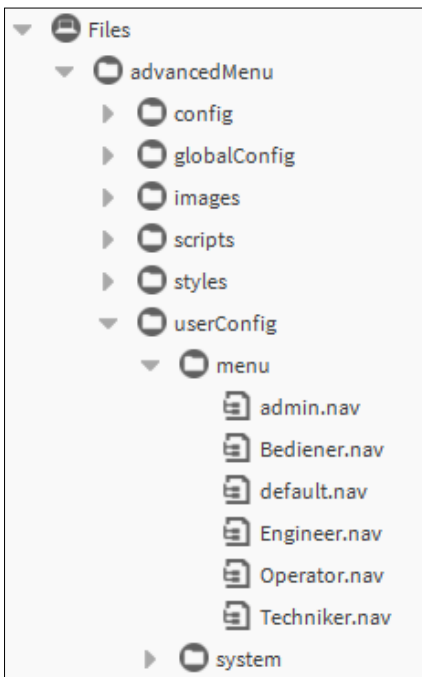 Files
advancedMenu
config
globalConfig
images
scripts
styles
userConfig
menu
admin.nav
Bediener.nav
default.nav
Engineer.nav
Operator.nav
Techniker.nav
system